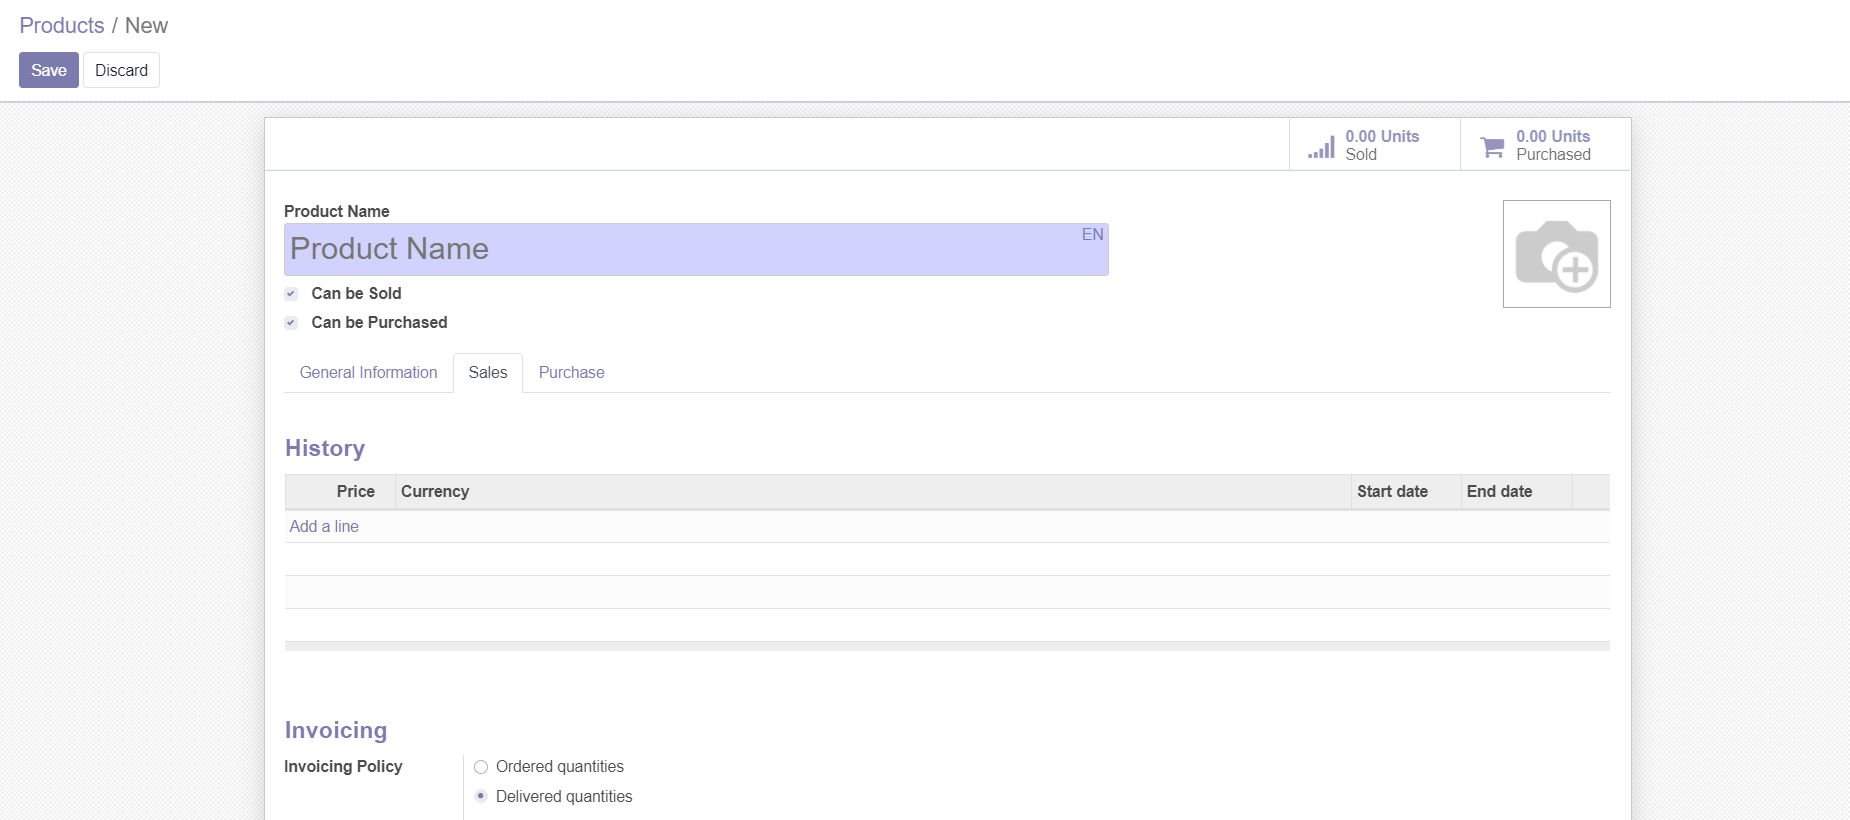 Products / New
Save Discard
0.00 Units
Sold
0.00 Units
Purchased
Product Name
Product Name EN
Can be Sold
Can be Purchased
General Information Sales Purchase
History
Price Currency Start date End date
Add a line
Invoicing
Invoicing Policy Ordered quantities
Delivered quantities